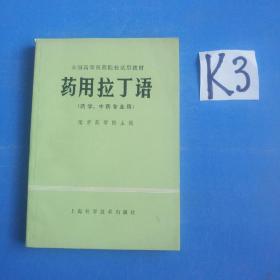 全国高等医药院校试用教材
药用拉丁语
(药学、中药专业用)
南京药学院主编
上海科学技术出版社
K3